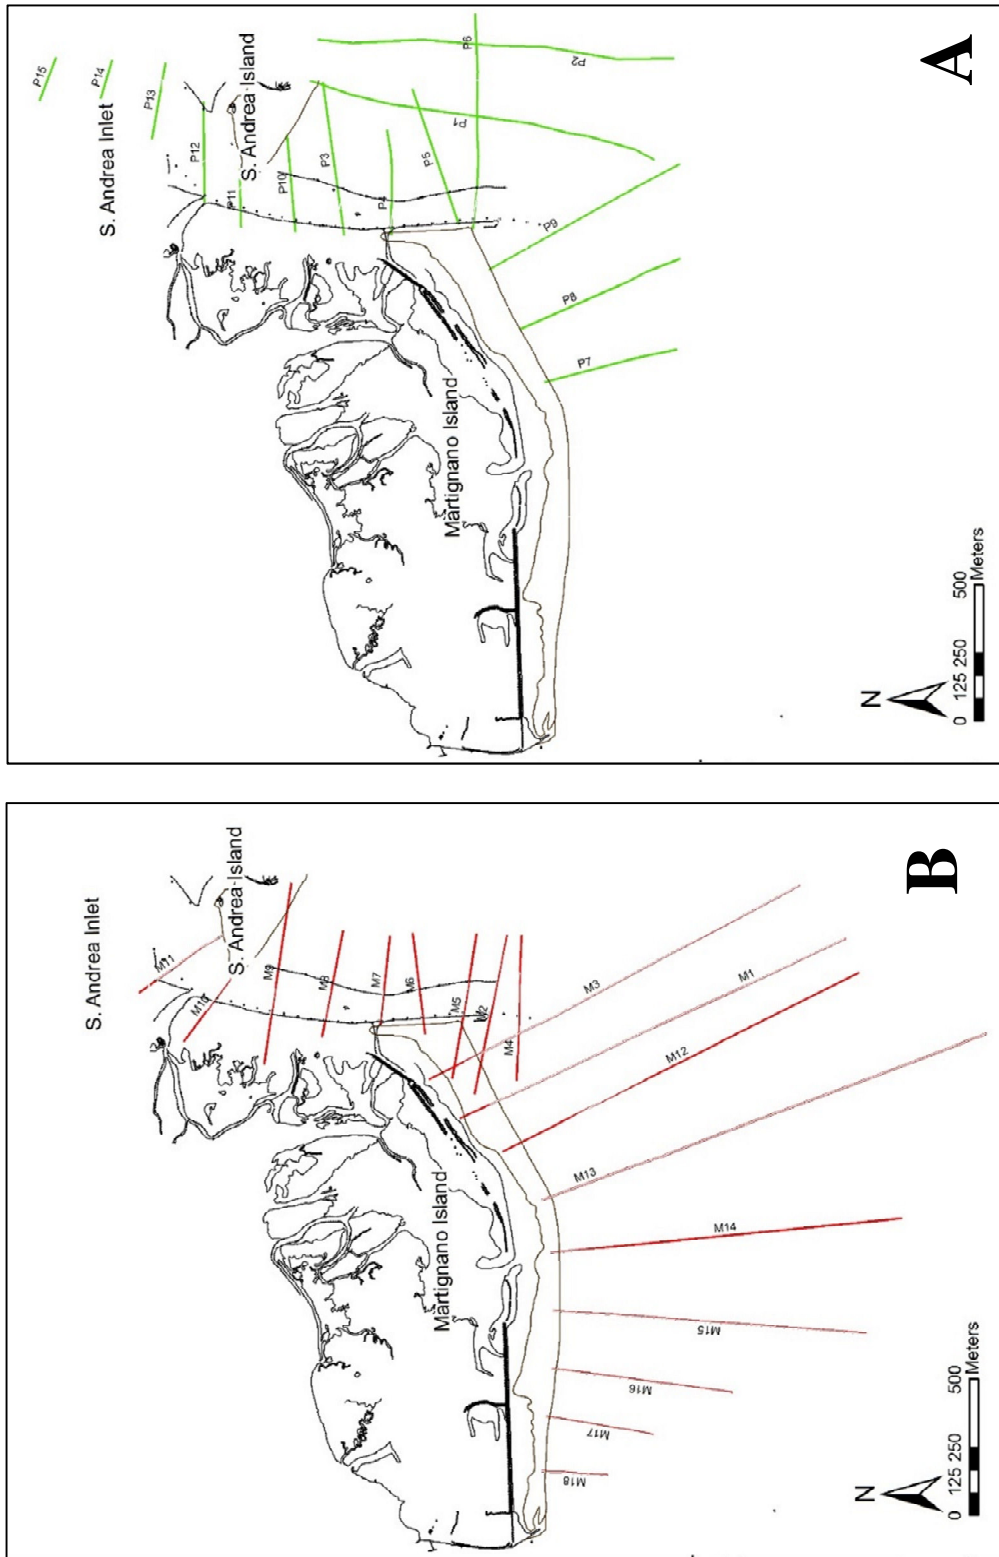 A
P15
P14
P13
P12
P11
P10
P3
P4
P5
P6
P1
P2
P9
P8
P7
S. Andrea Inlet
S. Andrea Island
Martignano Island
N
0 125 250 500
Meters
B
M11
M10
M9
M8
M7
M6
M5
M2
M4
M3
M1
M12
M13
M14
M15
M16
M17
M18
S. Andrea Inlet
S. Andrea Island
Martignano Island
N
0 125 250 500
Meters